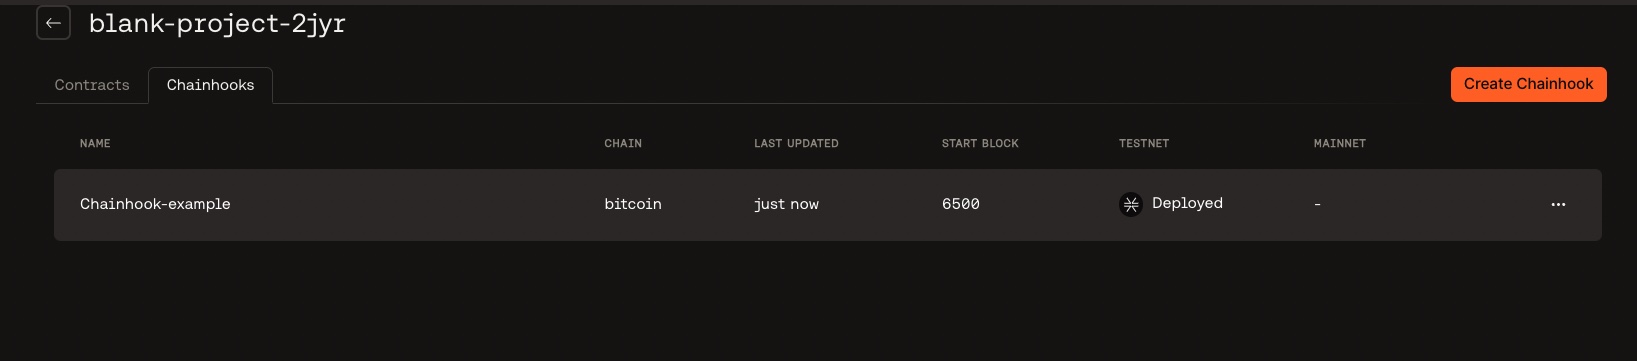 blank-project-2jyr
Contracts Chainhooks Create Chainhook
NAME CHAIN LAST UPDATED START BLOCK TESTNET MAINNET
Chainhook-example bitcoin just now 6500 Deployed - ...